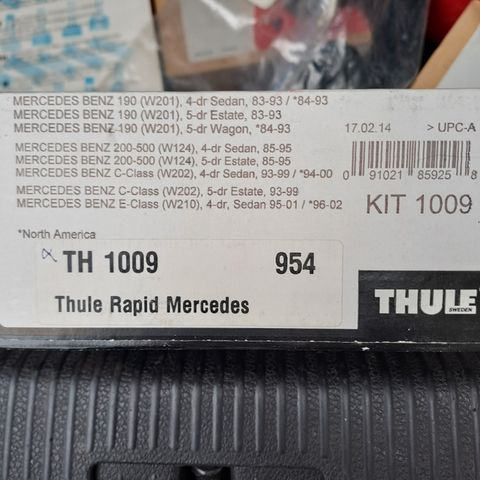 MERCEDES BENZ 190 (W201), 4-dr Sedan, 83-93 / *84-93
MERCEDES BENZ 190 (W201), 5-dr Estate, 83-93
MERCEDES BENZ 190 (W201), 5-dr Wagon, *84-93
17.02.14 > UPC-A
MERCEDES BENZ 200-500 (W124), 4-dr Sedan, 85-95
MERCEDES BENZ 200-500 (W124), 5-dr Estate, 85-95
MERCEDES BENZ C-Class (W202), 4-dr Sedan, 93-99 / *94-00
0 91021 85925 8
MERCEDES BENZ C-Class (W202), 5-dr Estate, 93-99
MERCEDES BENZ E-Class (W210), 4-dr, Sedan 95-01 / *96-02
KIT 1009
*North America
TH 1009 954
Thule Rapid Mercedes
THULE
SWEDEN